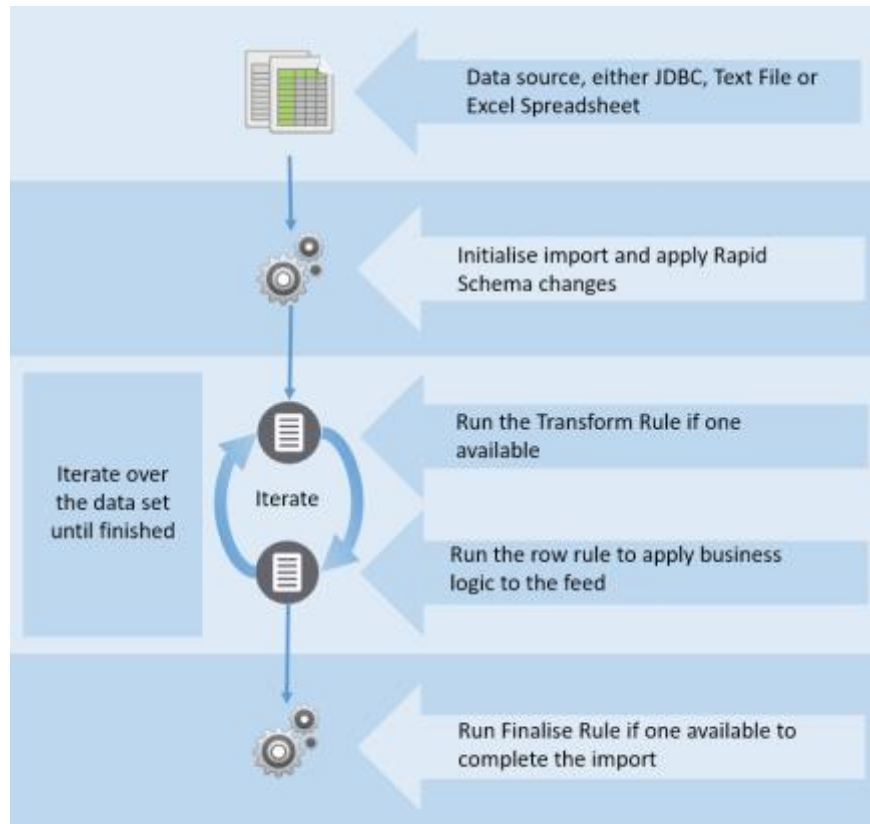 Data source, either JDBC, Text File or
Excel Spreadsheet
Initialise import and apply Rapid
Schema changes
Run the Transform Rule if one
available
Iterate over
the data set
until finished
Iterate
Run the row rule to apply business
logic to the feed
Run Finalise Rule if one available to
complete the import